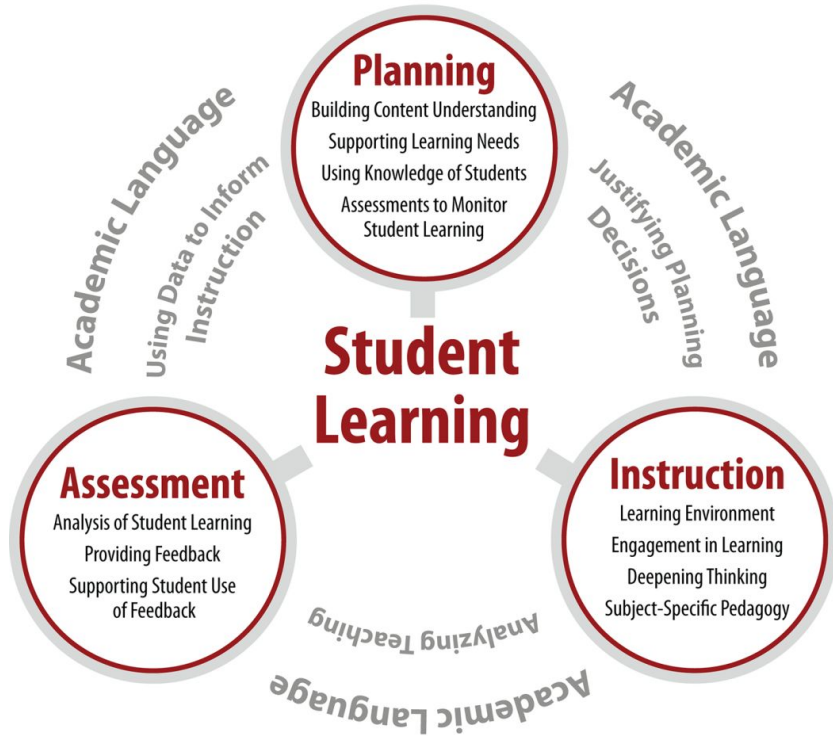 Planning
Building Content Understanding
Supporting Learning Needs
Using Knowledge of Students
Assessments to Monitor
Student Learning
Academic Language
Using Data to Inform
Instruction
Academic Language
Justifying Planning
Decisions
Student
Learning
Assessment
Analysis of Student Learning
Providing Feedback
Supporting Student Use
of Feedback
Instruction
Learning Environment
Engagement in Learning
Deepening Thinking
Subject-Specific Pedagogy
Analyzing Teaching
Academic Language